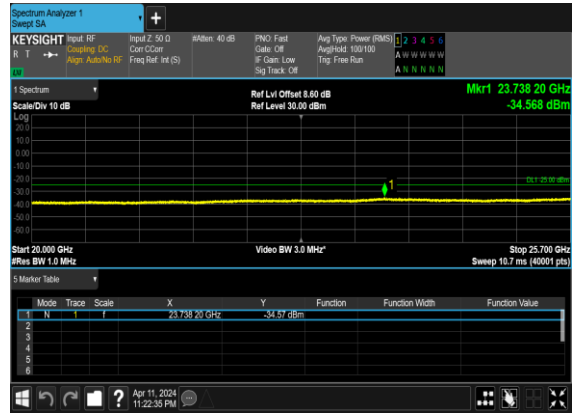 Spectrum Analyzer 1
Swept SA
+
KEYSIGHT Input: RF Input Z: 50 Ω #Atten: 40 dB PNO: Fast Avg Type: Power (RMS) 1 2 3 4 5 6
R T Coupling: DC Corr CCorr Gate: Off Avg|Hold: 100/100 A W W W W W
Align: Auto/No RF Freq Ref: Int (S) IF Gain: Low Trig: Free Run
Sig Track: Off A N N N N N
LW
1 Spectrum Ref Lvl Offset 8.60 dB Mkr1 23.738 20 GHz
Scale/Div 10 dB Ref Level 30.00 dBm -34.568 dBm
Log
20.0
10.0
0.00
-10.0
-20.0
DL1 -25.00 dBm
1
-30.0
-40.0
-50.0
-60.0
Start 20.000 GHz Video BW 3.0 MHz* Stop 25.700 GHz
#Res BW 1.0 MHz Sweep 10.7 ms (40001 pts)
5 Marker Table
Mode Trace Scale X Y Function Function Width Function Value
1 N 1 f 23.738 20 GHz -34.57 dBm
2
3
4
5
6
? Apr 11, 2024
11:22:35 PM